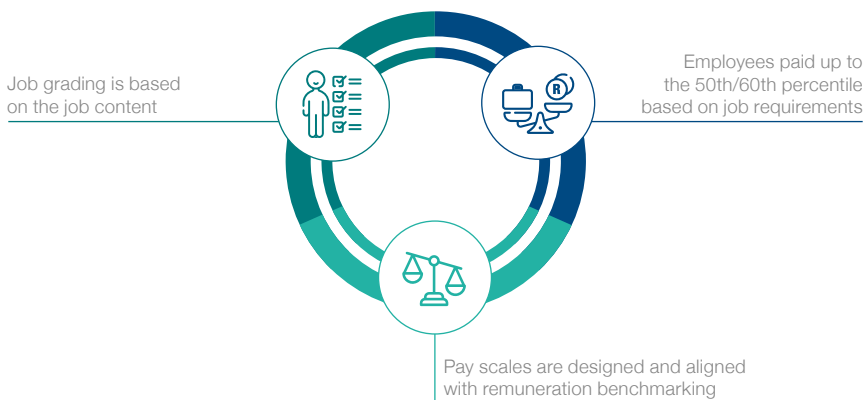 Job grading is based
on the job content
Employees paid up to
the 50th/60th percentile
based on job requirements
R
Pay scales are designed and aligned
with remuneration benchmarking